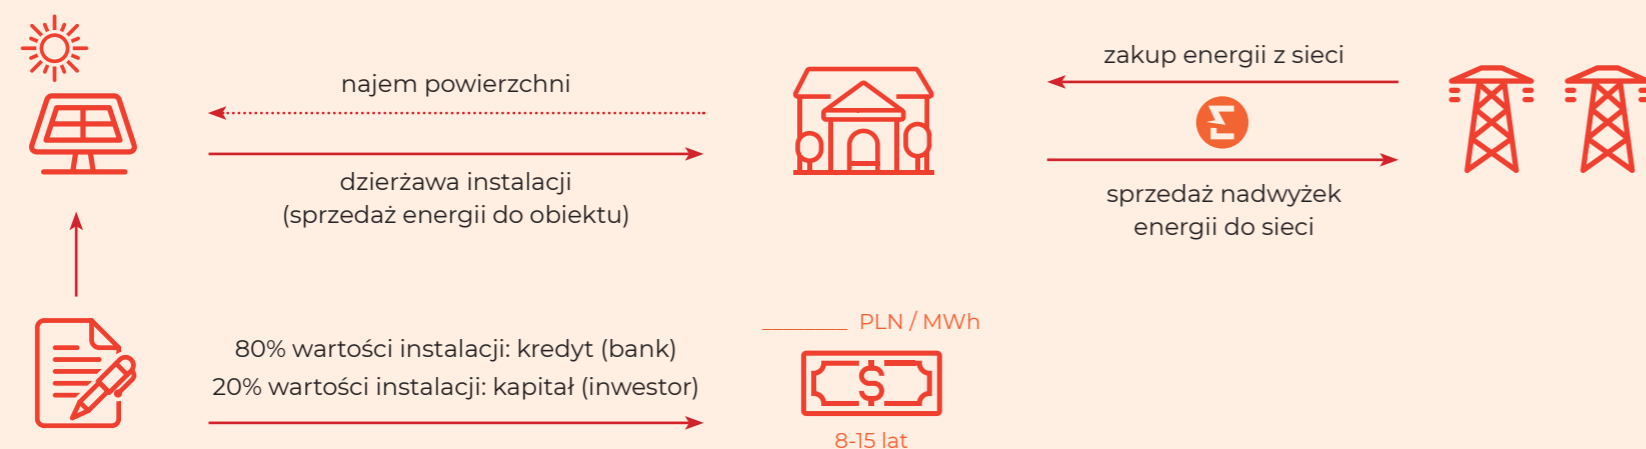 najem powierzchni
dzierżawa instalacji
(sprzedaż energii do obiektu)
zakup energii z sieci
sprzedaż nadwyżek
energii do sieci
80% wartości instalacji: kredyt (bank)
20% wartości instalacji: kapitał (inwestor)
_______ PLN / MWh
$
8-15 lat